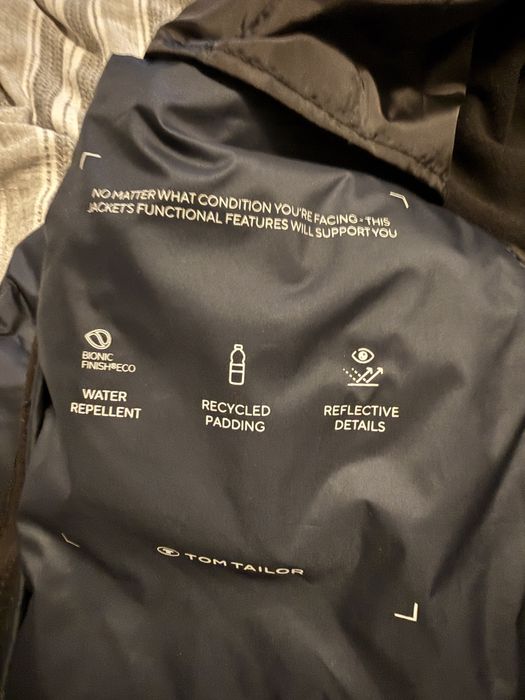 NO MATTER WHAT CONDITION YOU'RE FACING - THIS
JACKETS FUNCTIONAL FEATURES WILL SUPPORT YOU
BIONIC
FINISH®ECO
WATER
REPELLENT
RECYCLED
PADDING
REFLECTIVE
DETAILS
TOM TAILOR